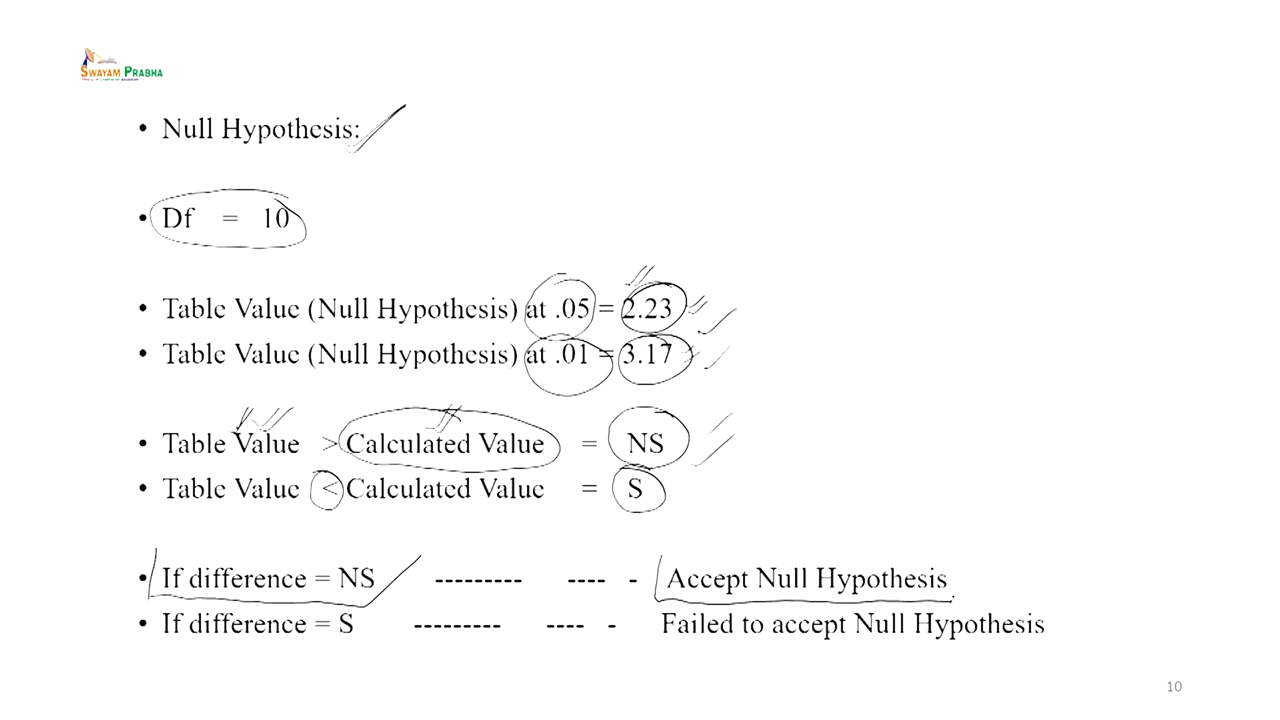 SWAYAM PRABHA
• Null Hypothesis:
• Df = 10
• Table Value (Null Hypothesis) at .05 = 2.23
• Table Value (Null Hypothesis) at .01 = 3.17
• Table Value > Calculated Value = NS
• Table Value < Calculated Value = S
• If difference = NS --------- ---- - Accept Null Hypothesis
• If difference = S --------- ---- - Failed to accept Null Hypothesis
10